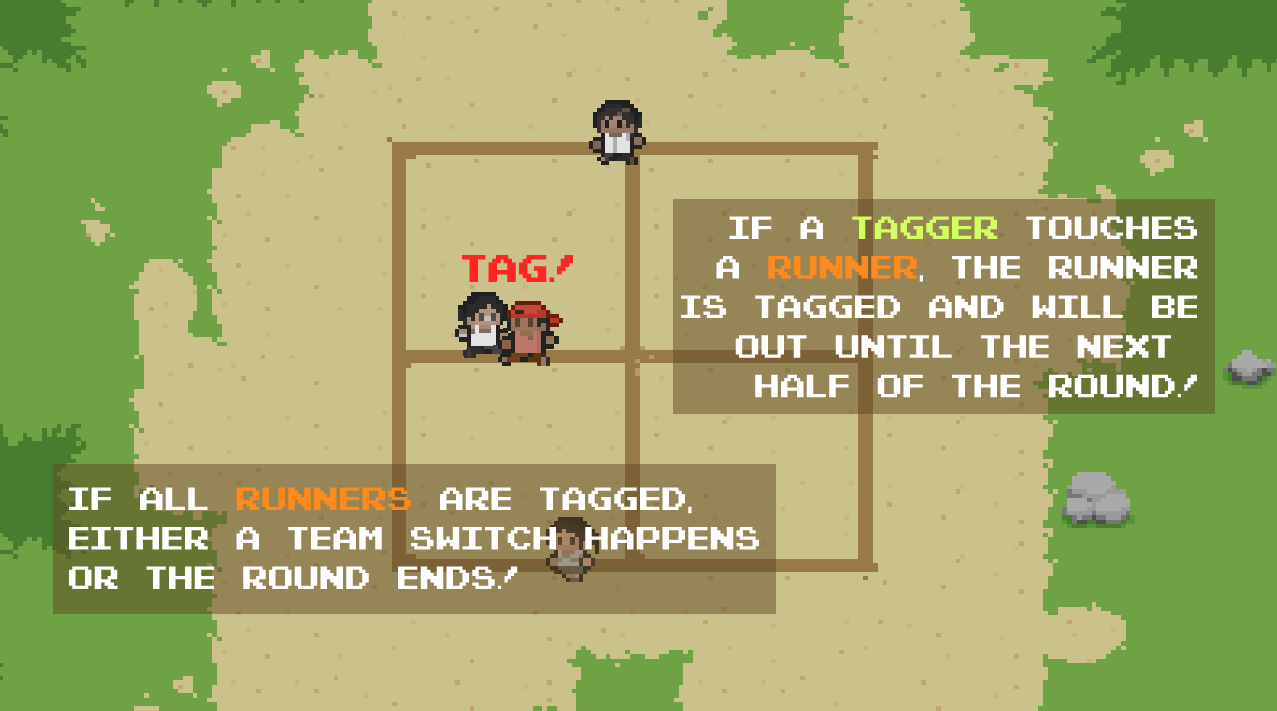 TAG!
IF A TAGGER TOUCHES
A RUNNER, THE RUNNER
IS TAGGED AND WILL BE
OUT UNTIL THE NEXT
HALF OF THE ROUND!
IF ALL RUNNERS ARE TAGGED,
EITHER A TEAM SWITCH HAPPENS
OR THE ROUND ENDS!